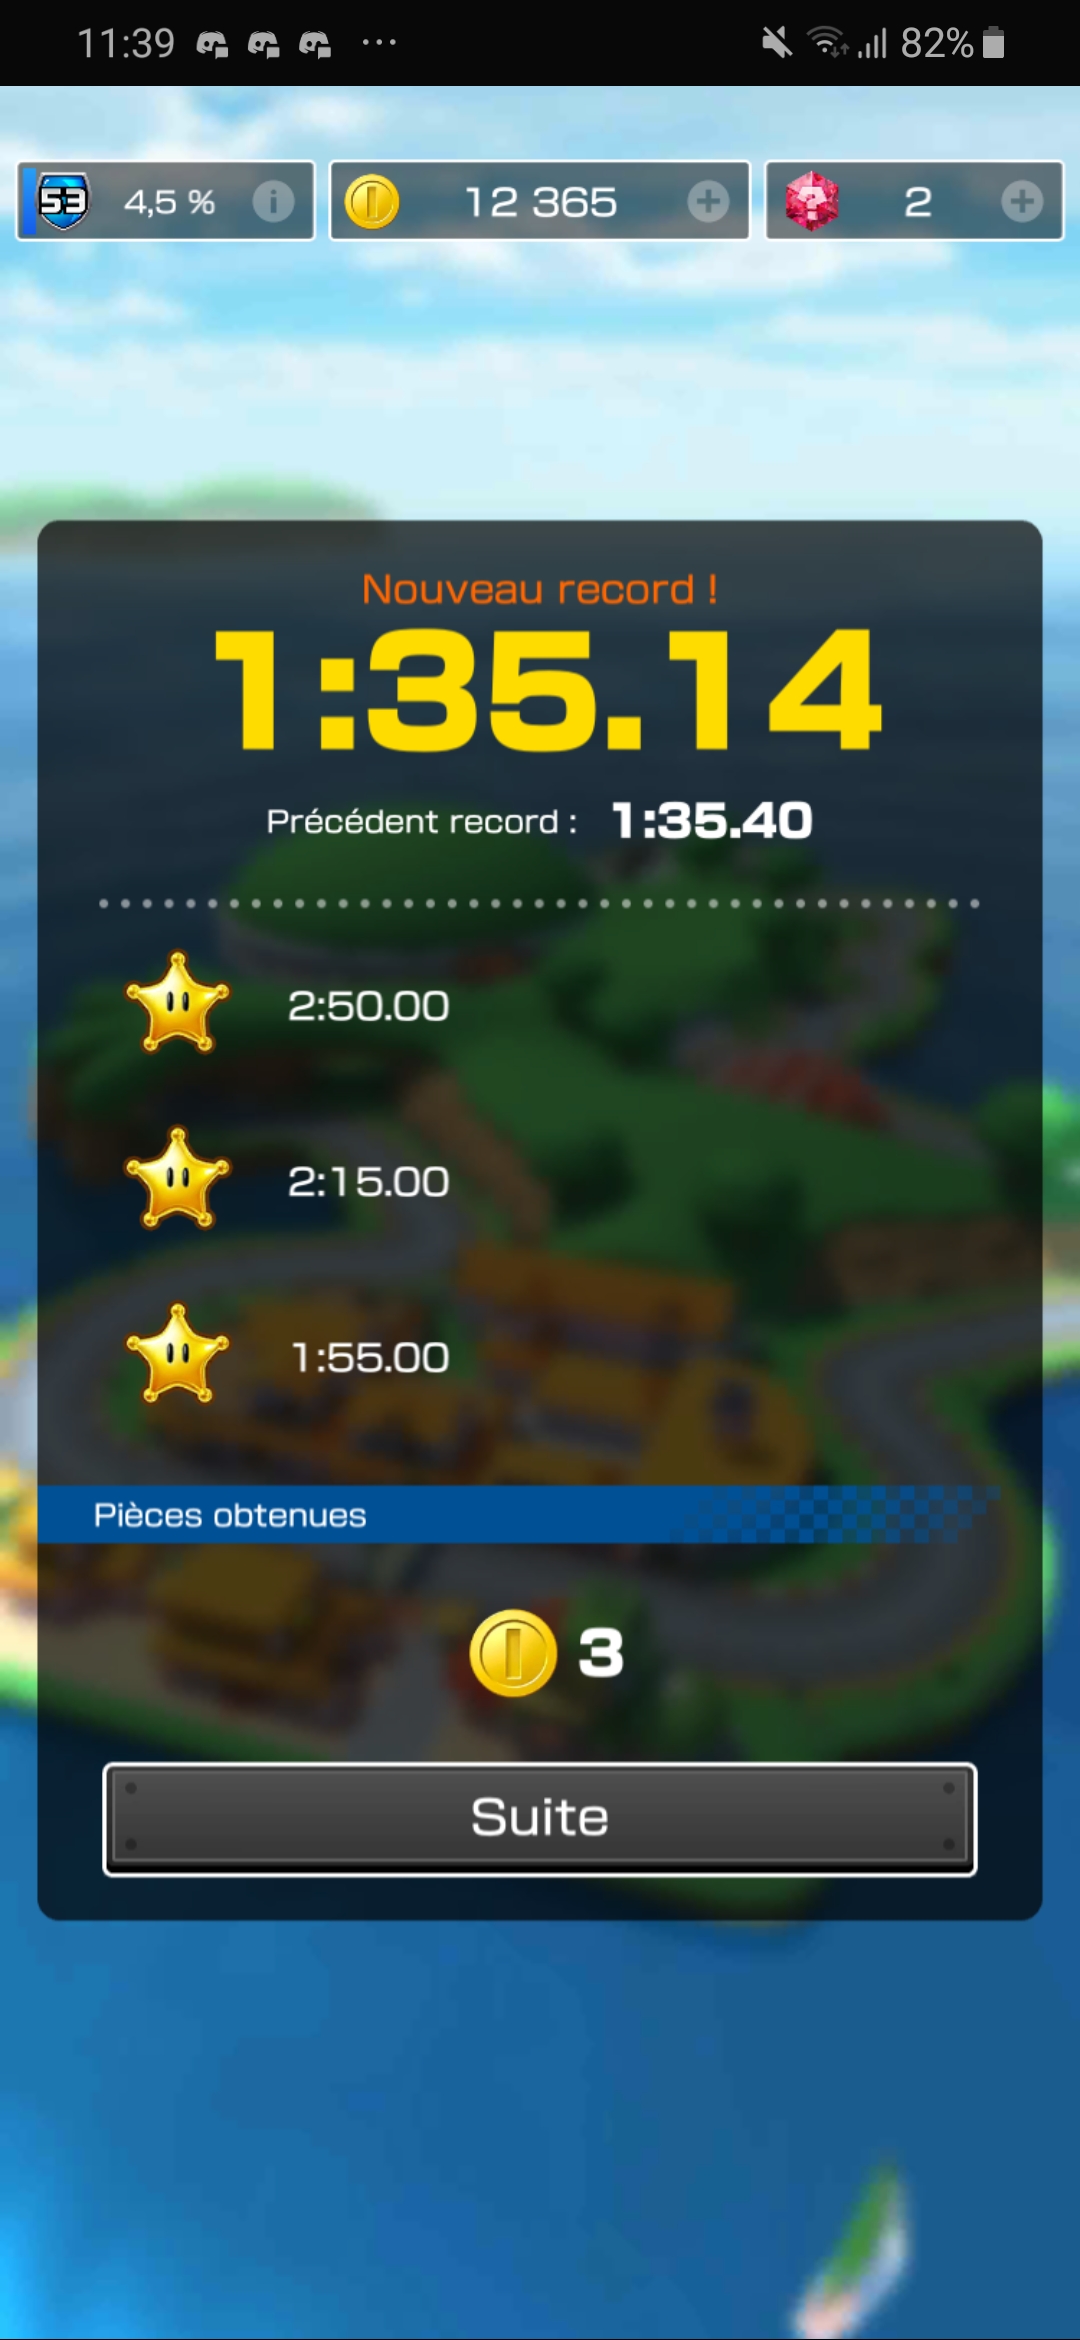 11:39 ... 82%
53 4,5 % i 12 365 + 2 +
Nouveau record !
1:35.14
Précédent record : 1:35.40
2:50.00
2:15.00
1:55.00
Pièces obtenues
3
Suite